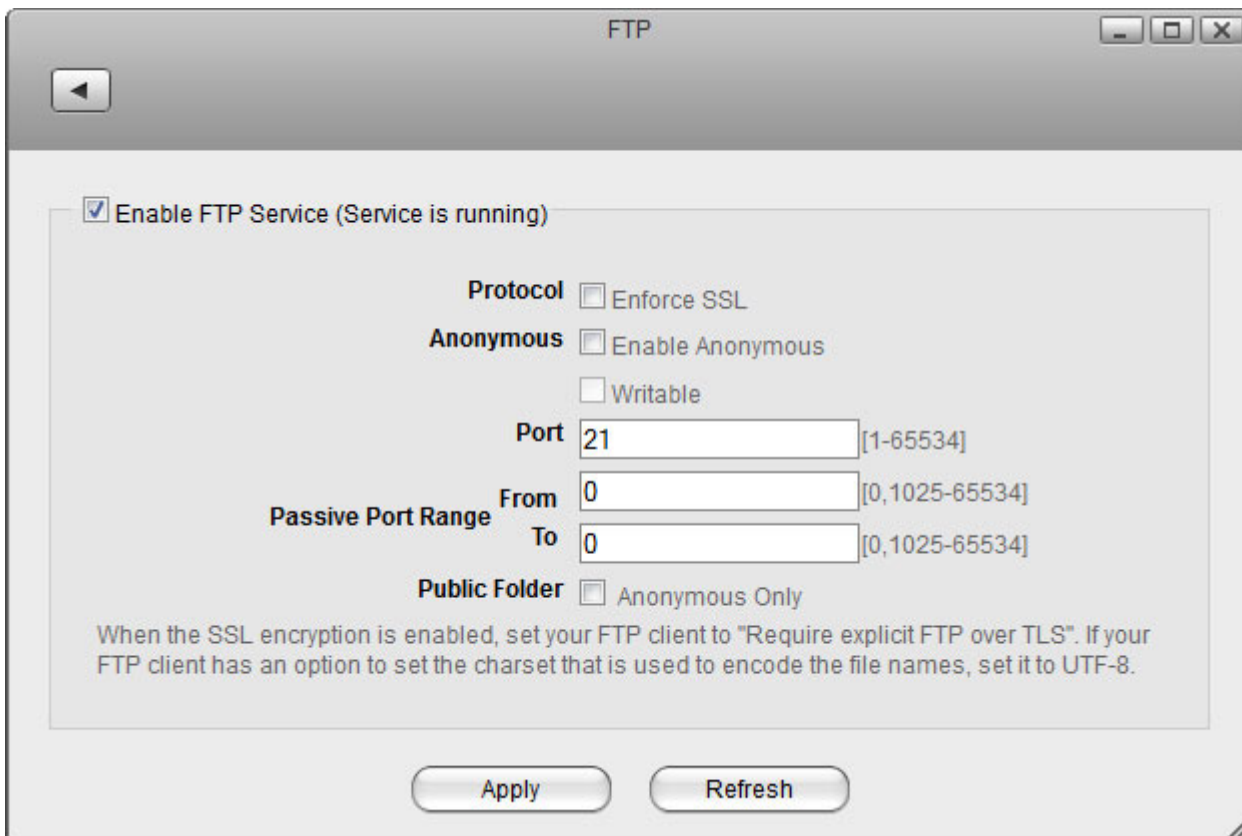 FTP
Enable FTP Service (Service is running)
Protocol Enforce SSL
Anonymous Enable Anonymous
Writable
Port 21 [1-65534]
Passive Port Range From 0 [0,1025-65534]
To 0 [0,1025-65534]
Public Folder Anonymous Only
When the SSL encryption is enabled, set your FTP client to "Require explicit FTP over TLS". If your
FTP client has an option to set the charset that is used to encode the file names, set it to UTF-8.
Apply Refresh